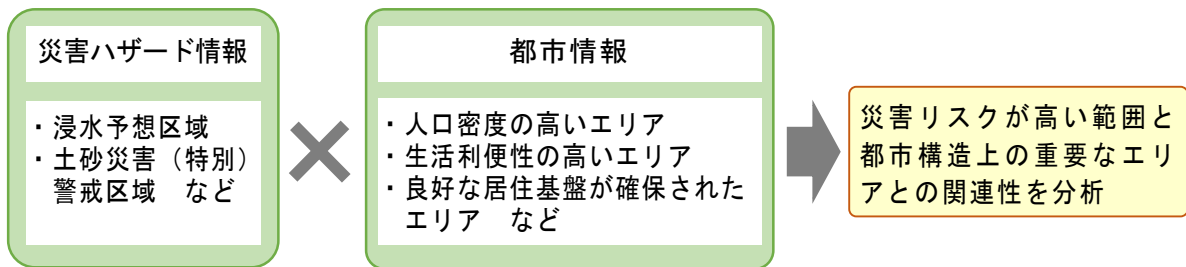 災害ハザード情報
・浸水予想区域
・土砂災害（特別）
警戒区域　など
都市情報
・人口密度の高いエリア
・生活利便性の高いエリア
・良好な居住基盤が確保された
エリア　など
災害リスクが高い範囲と
都市構造上の重要なエリ
アとの関連性を分析